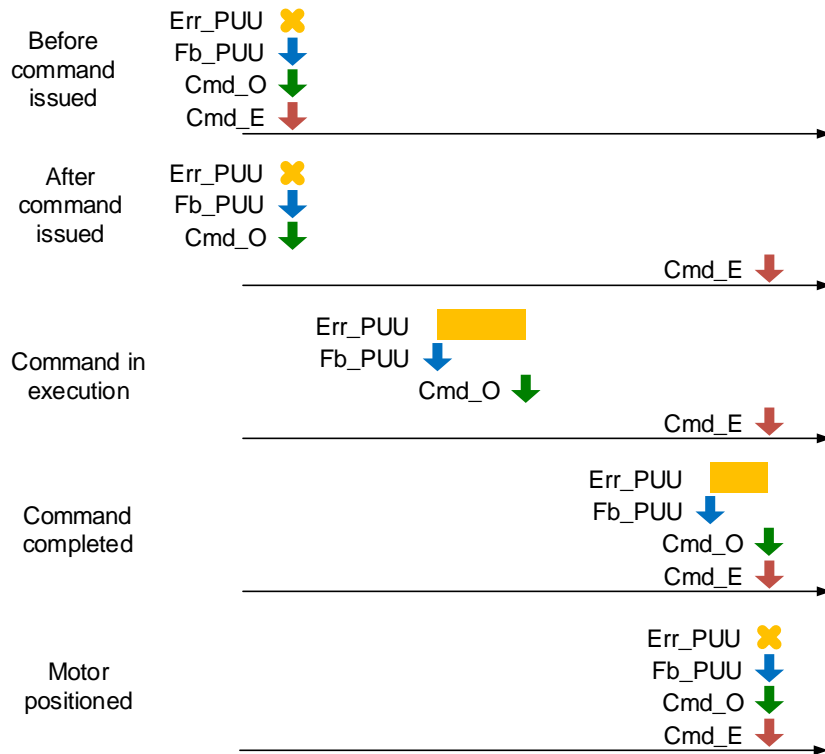 Before
command
issued
Err_PUU
Fb_PUU
Cmd_O
Cmd_E
After
command
issued
Err_PUU
Fb_PUU
Cmd_O
Cmd_E
Command in
execution
Err_PUU
Fb_PUU
Cmd_O
Cmd_E
Command
completed
Err_PUU
Fb_PUU
Cmd_O
Cmd_E
Motor
positioned
Err_PUU
Fb_PUU
Cmd_O
Cmd_E